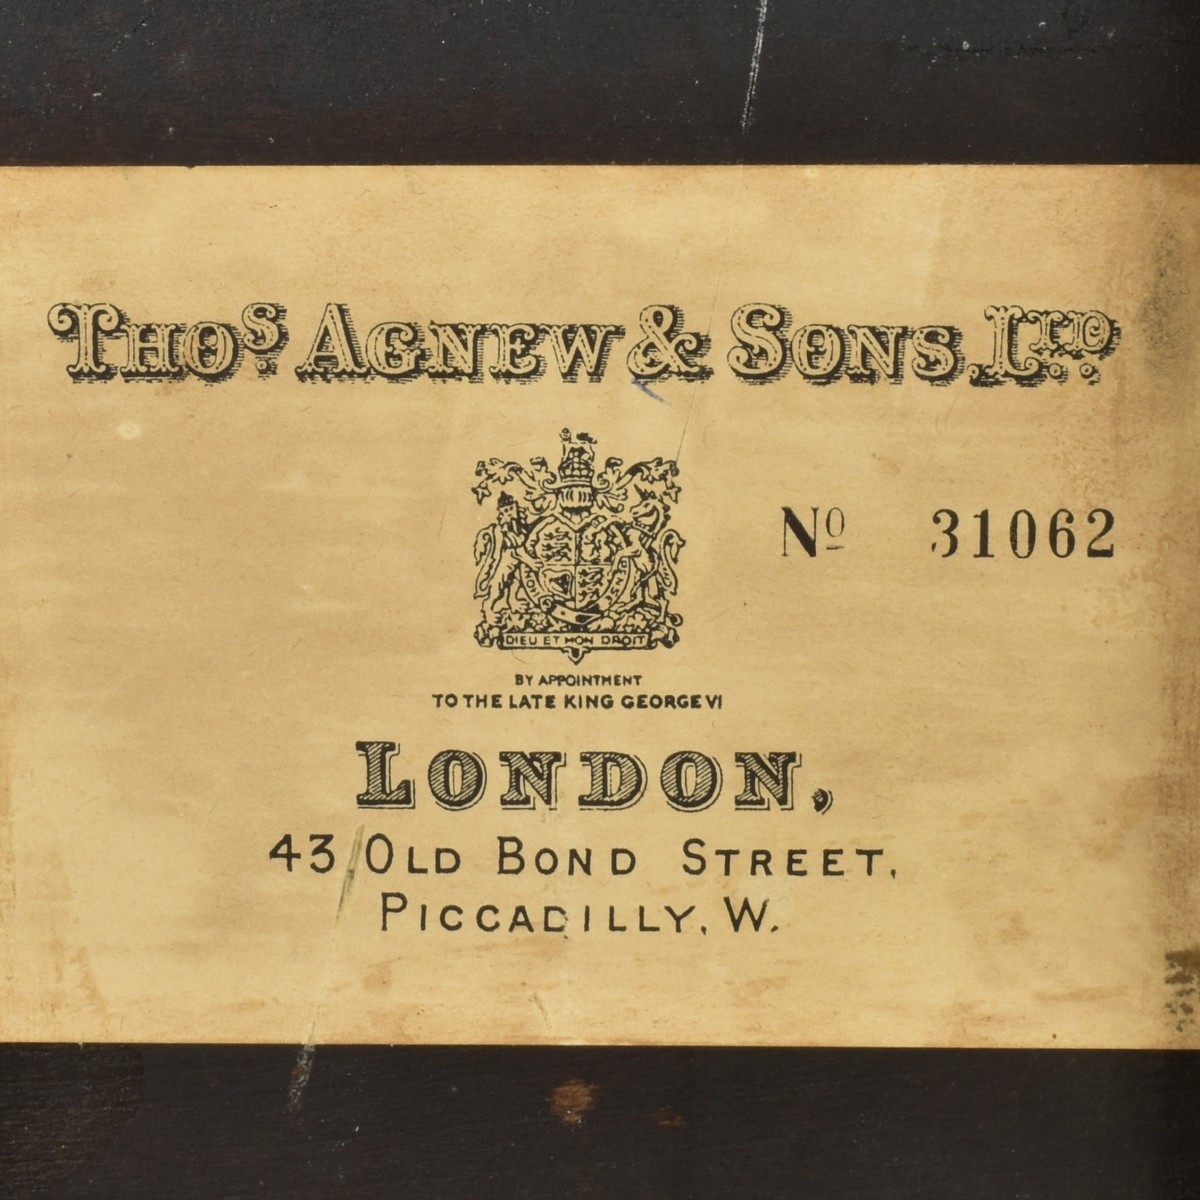 THOS. AGNEW & SONS, LTD.
No 31062
DIEU ET MON DROIT
BY APPOINTMENT
TO THE LATE KING GEORGE VI
LONDON,
43 OLD BOND STREET,
PICCADILLY, W.